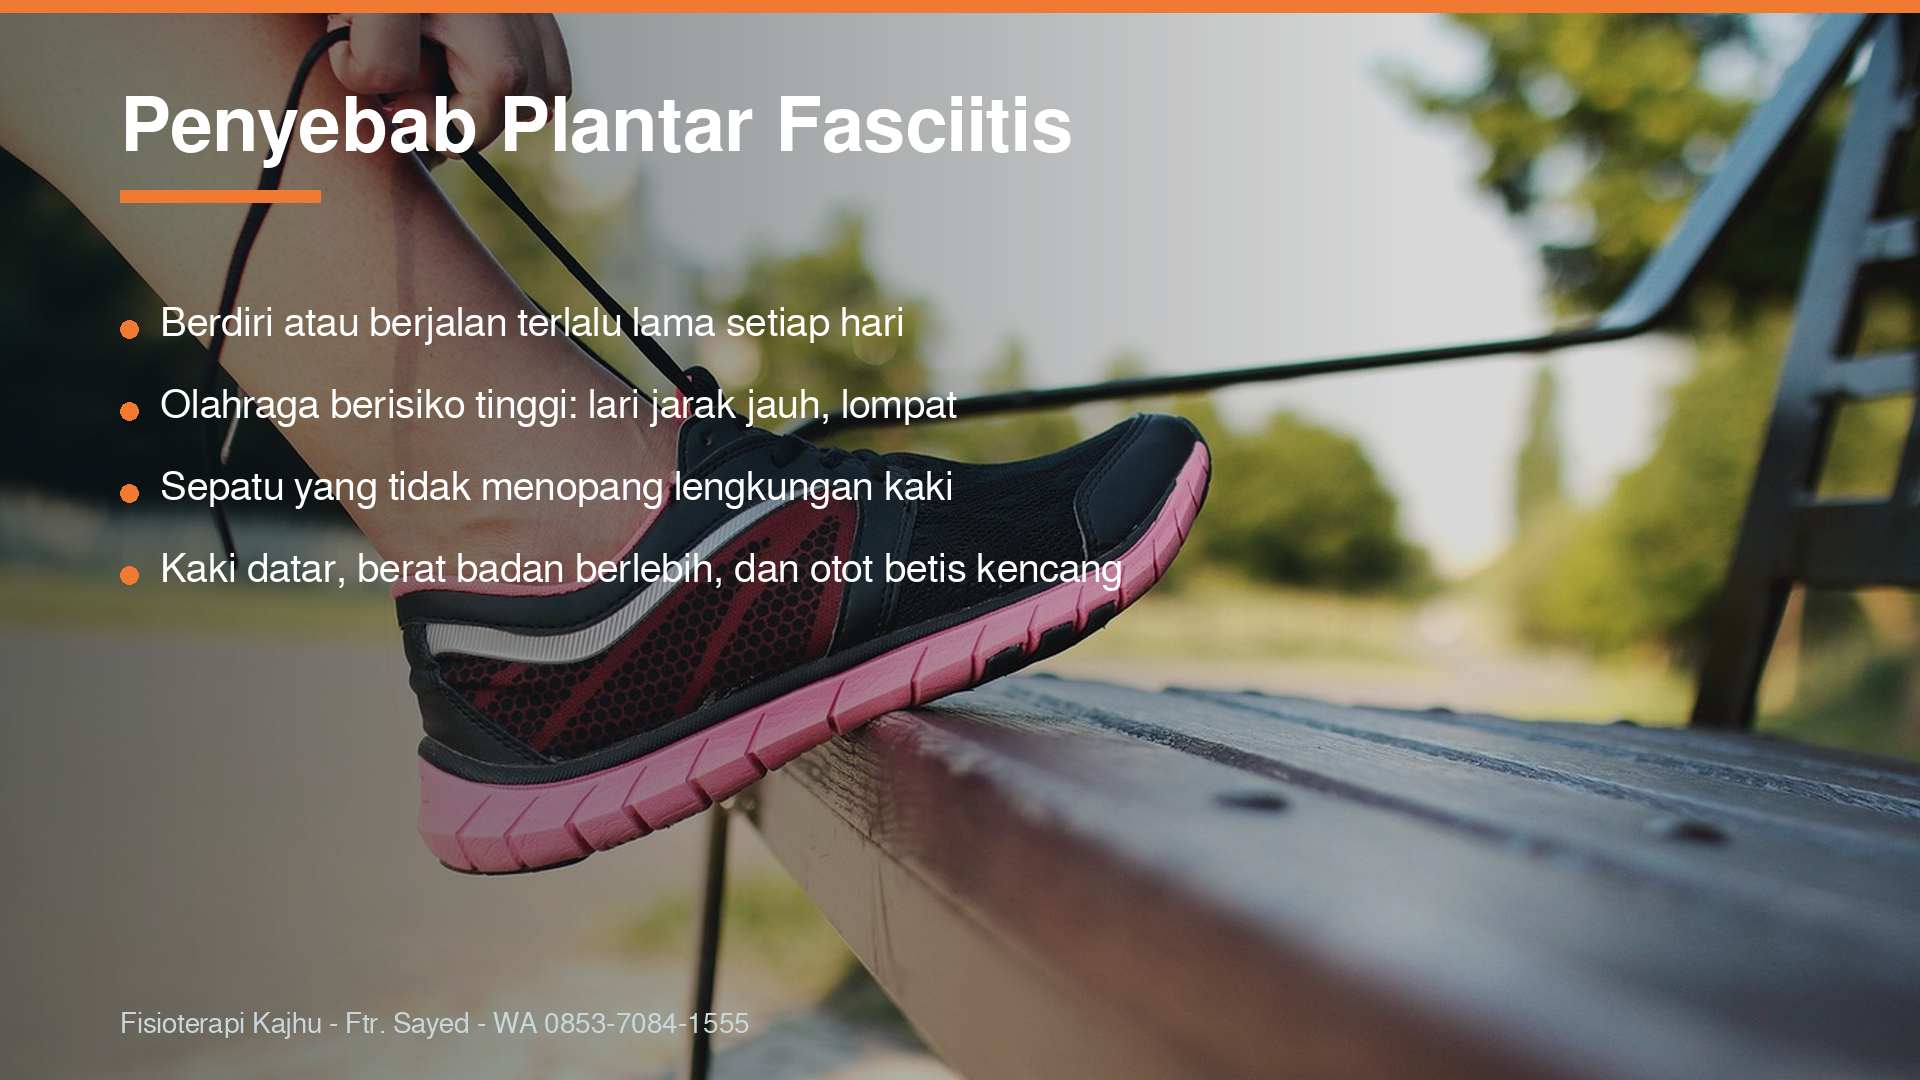 Penyebab Plantar Fasciitis
Berdiri atau berjalan terlalu lama setiap hari
Olahraga berisiko tinggi: lari jarak jauh, lompat
Sepatu yang tidak menopang lengkungan kaki
Kaki datar, berat badan berlebih, dan otot betis kencang
Fisioterapi Kajhu - Ftr. Sayed - WA 0853-7084-1555